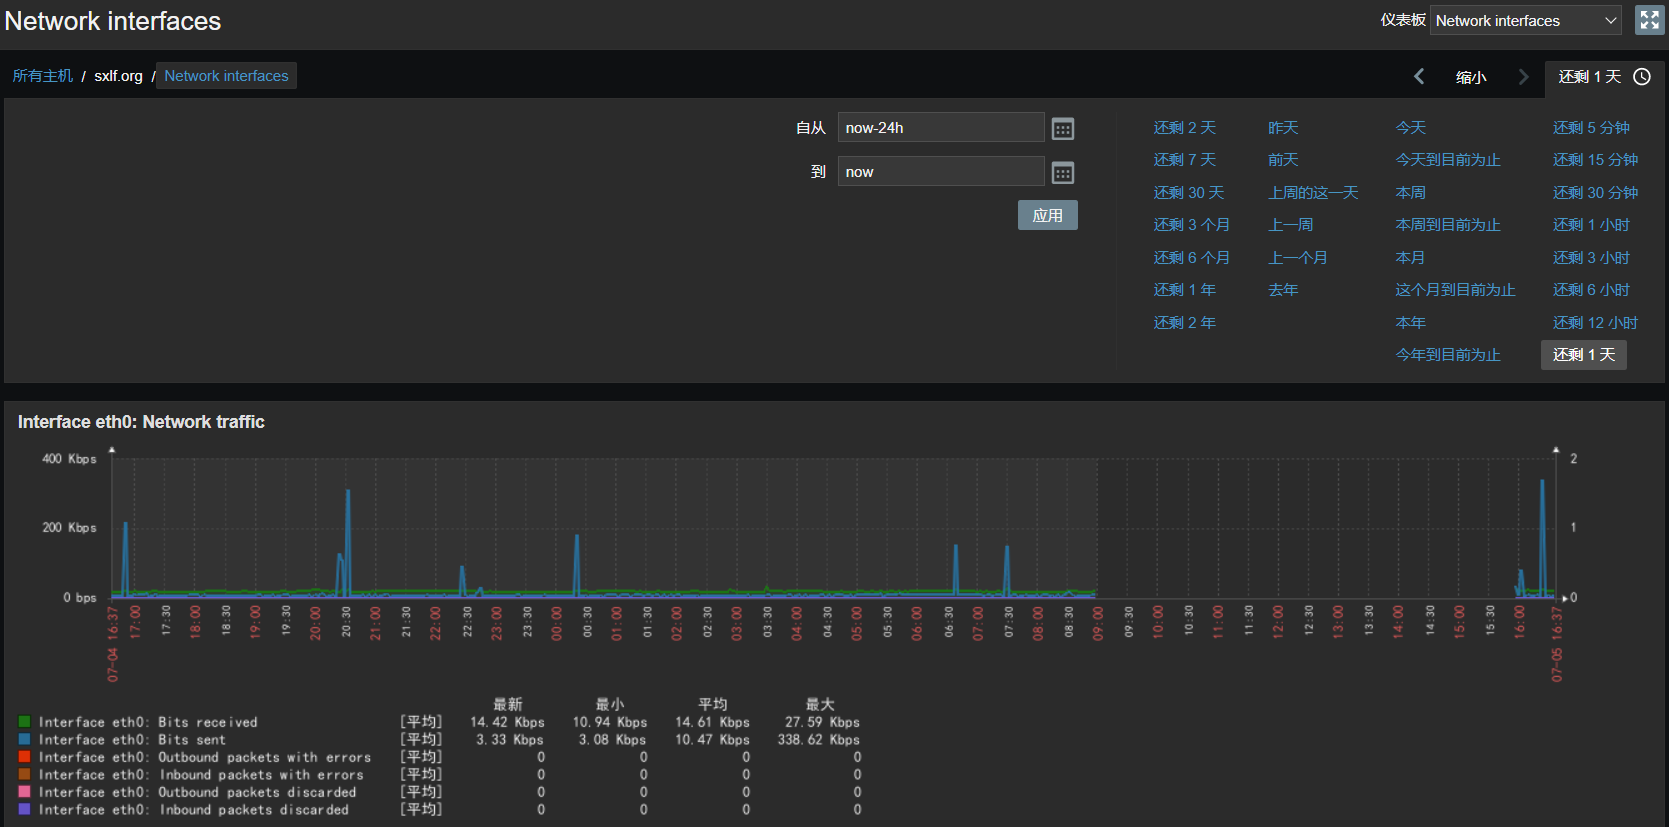 Network interfaces
仪表板 Network interfaces
所有主机 / sxlf.org / Network interfaces
缩小
还剩 1 天
自从 now-24h
到 now
应用
还剩 2 天 昨天 今天 还剩 5 分钟
还剩 7 天 前天 今天到目前为止 还剩 15 分钟
还剩 30 天 上周的这一天 本周 还剩 30 分钟
还剩 3 个月 上一周 本周到目前为止 还剩 1 小时
还剩 6 个月 上一个月 本月 还剩 3 小时
还剩 1 年 去年 这个月到目前为止 还剩 6 小时
还剩 2 年 本年 还剩 12 小时
今年到目前为止 还剩 1 天
Interface eth0: Network traffic
400 Kbps 2
200 Kbps 1
0 bps 0
07-04 16:37 17:00 17:30 18:00 18:30 19:00 19:30 20:00 20:30 21:00 21:30 22:00 22:30 23:00 23:30 00:00 00:30 01:00 01:30 02:00 02:30 03:00 03:30 04:00 04:30 05:00 05:30 06:00 06:30 07:00 07:30 08:00 08:30 09:00 09:30 10:00 10:30 11:00 11:30 12:00 12:30 13:00 13:30 14:00 14:30 15:00 15:30 16:00 07-05 16:37
最新 最小 平均 最大
Interface eth0: Bits received [平均] 14.42 Kbps 10.94 Kbps 14.61 Kbps 27.59 Kbps
Interface eth0: Bits sent [平均] 3.33 Kbps 3.08 Kbps 10.47 Kbps 338.62 Kbps
Interface eth0: Outbound packets with errors [平均] 0 0 0 0
Interface eth0: Inbound packets with errors [平均] 0 0 0 0
Interface eth0: Outbound packets discarded [平均] 0 0 0 0
Interface eth0: Inbound packets discarded [平均] 0 0 0 0